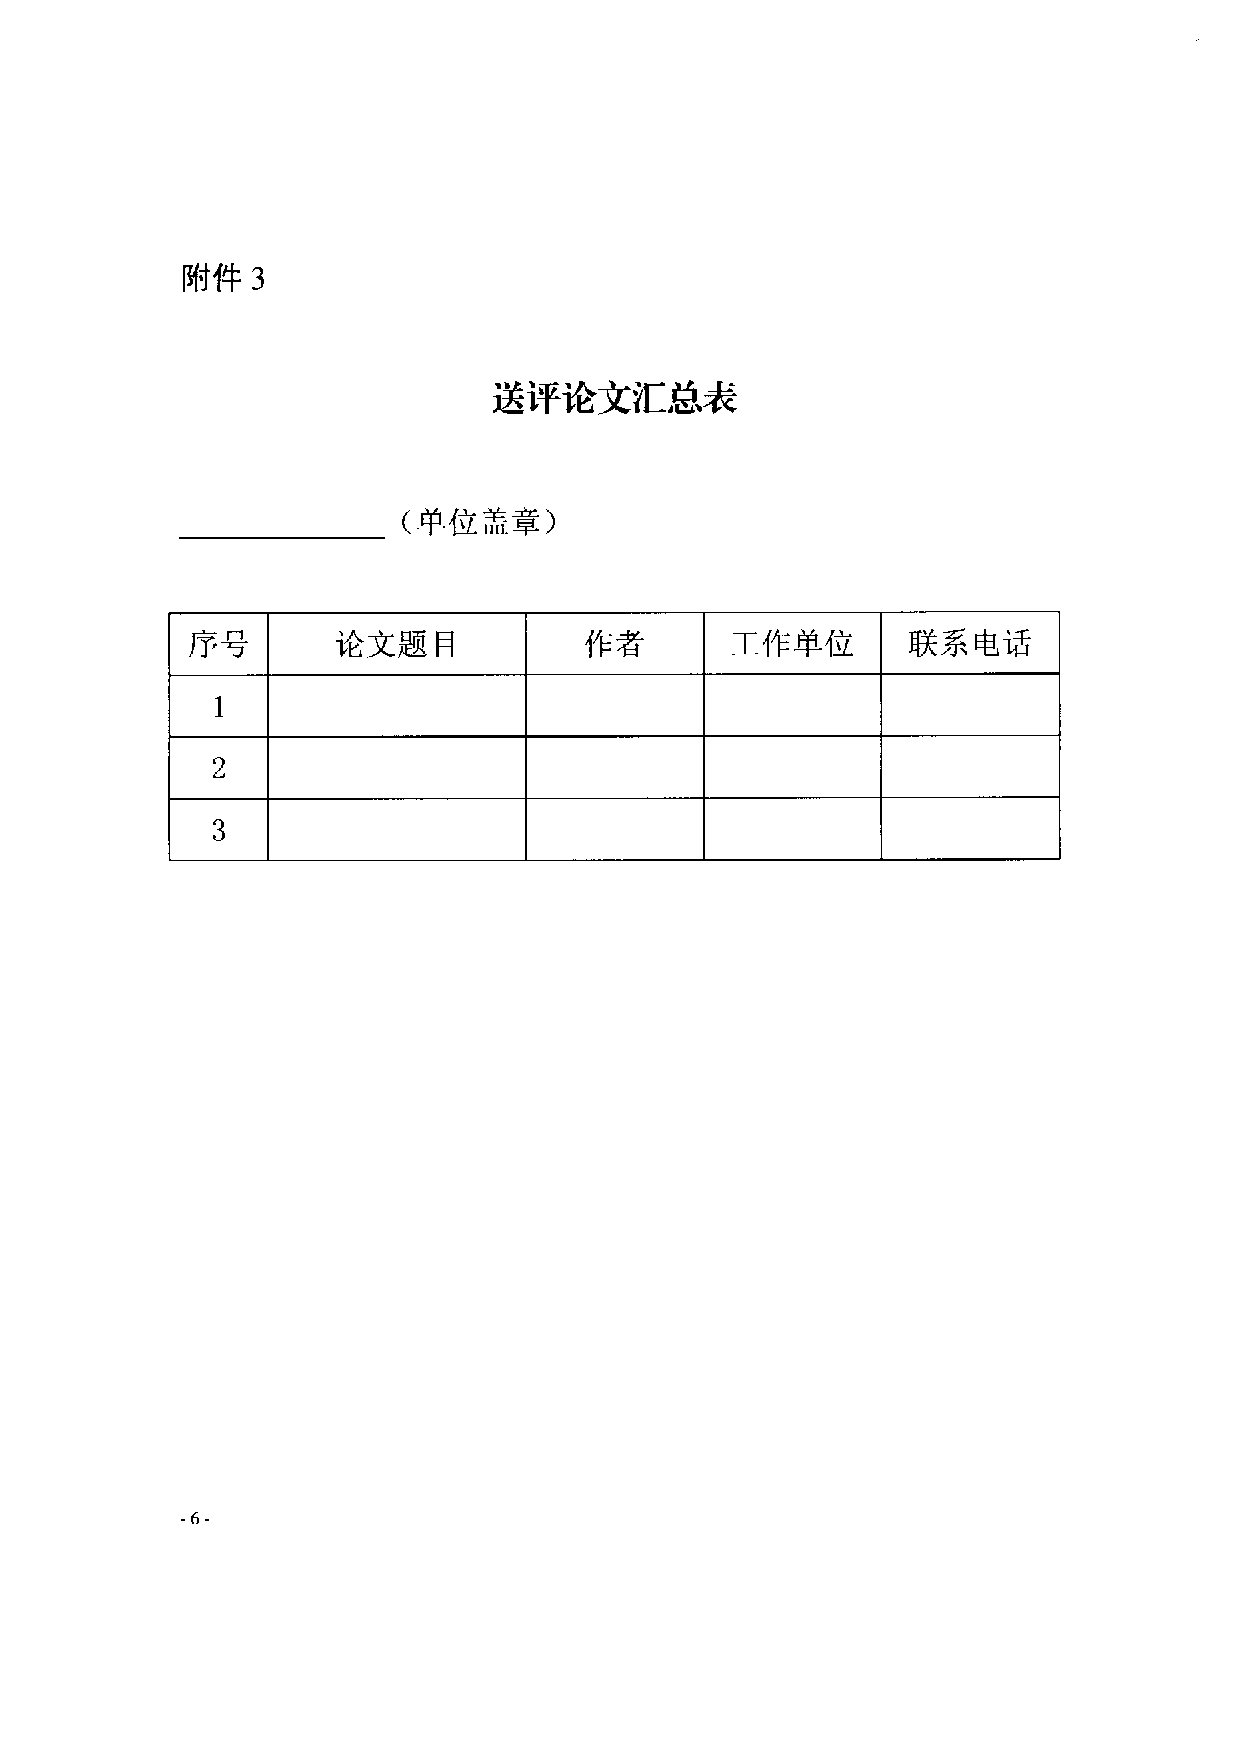 附件 3
送评论文汇总表
（单位盖章）
序号 论文题目 作者 工作单位 联系电话
1
2
3
- 6 -